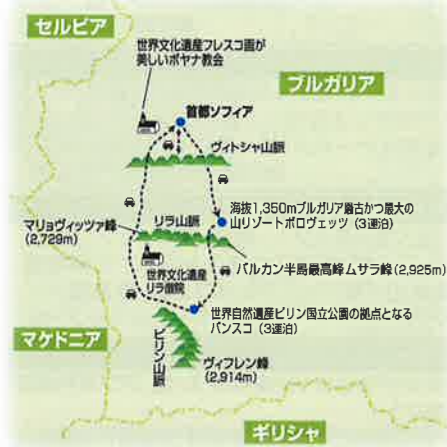 セルビア
世界文化遺産フレスコ画が
美しいボヤナ教会
ブルガリア
首都ソフィア
ヴィトシャ山脈
海抜1,350mブルガリア最古かつ最大の
山リゾートボロヴェッツ(3連泊)
マリョヴィッツァ峰
(2,729m)
リラ山脈
バルカン半島最高峰ムサラ峰(2,925m)
世界文化遺産
リラ僧院
世界自然遺産ピリン国立公園の拠点となる
バンスコ(3連泊)
マケドニア
ピリン山脈
ヴィフレン峰
(2,914m)
ギリシャ